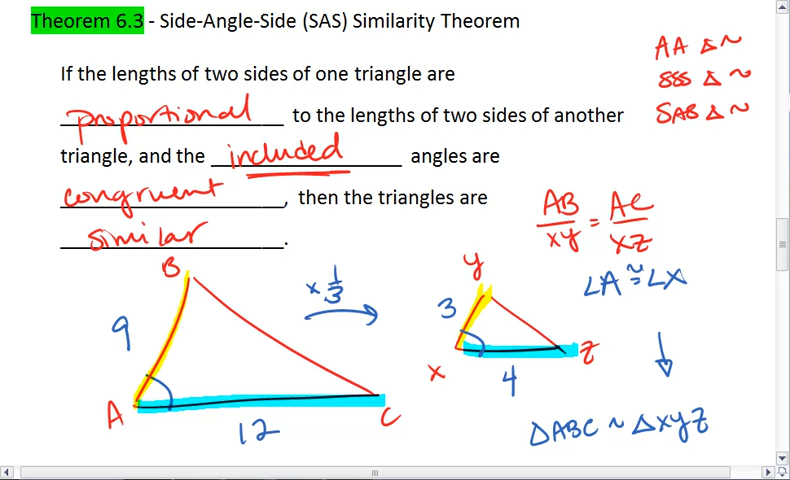 Theorem 6.3 - Side-Angle-Side (SAS) Similarity Theorem
AA Δ ~
SSS Δ ~
SAS Δ ~
If the lengths of two sides of one triangle are
proportional to the lengths of two sides of another
triangle, and the included angles are
congruent, then the triangles are
similar.
AB/XY = AC/XZ
∠A ≅ ∠X
B
× 1/3
Y
9
3
X
Z
4
A
C
12
↓
ΔABC ~ ΔXYZ